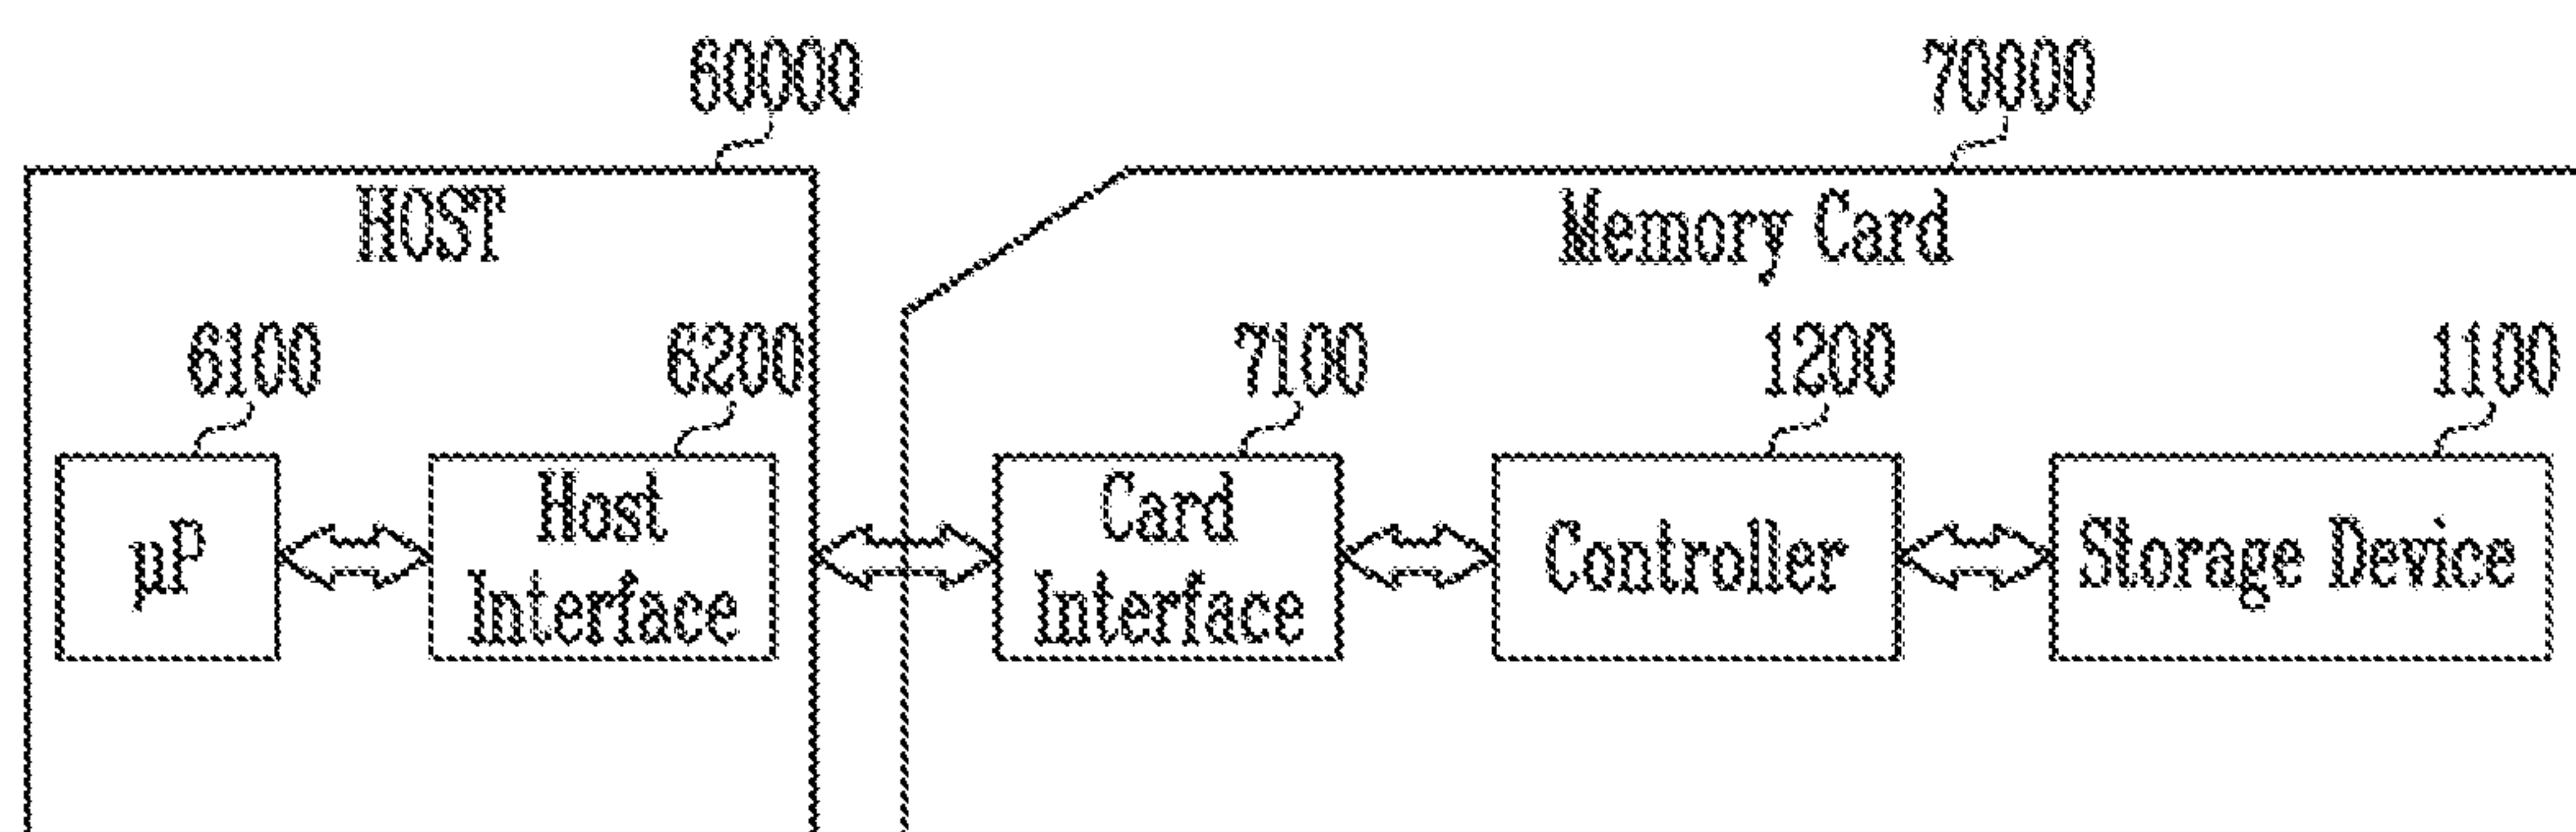 60000
70000
HOST
Memory Card
6100
6200
7100
1200
1100
µP
Host
Interface
Card
Interface
Controller
Storage Device